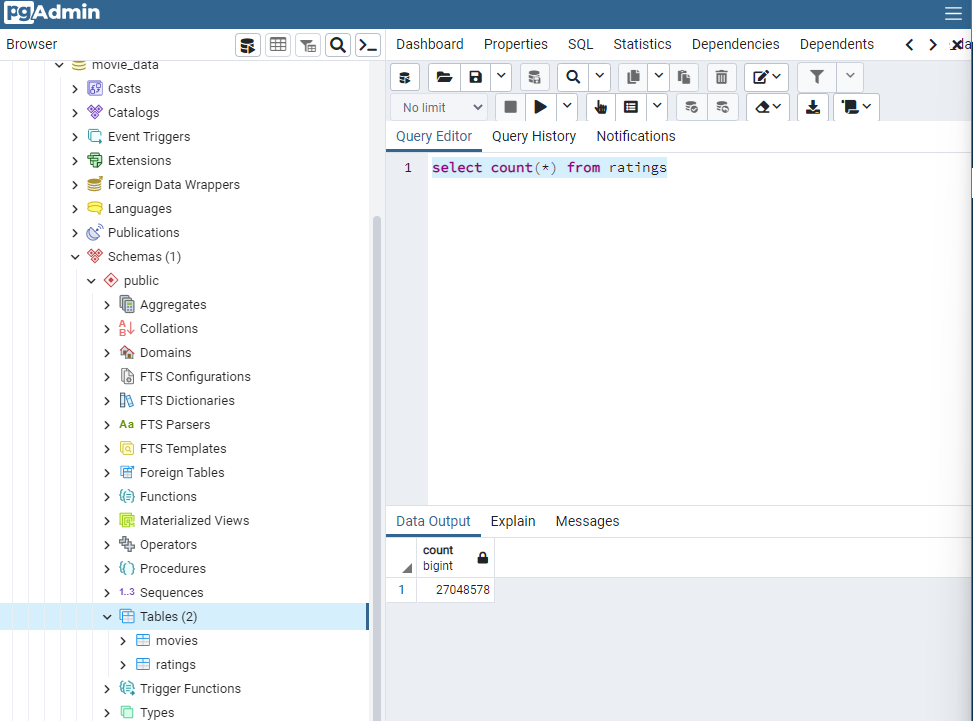 pgAdmin
Browser
Dashboard Properties SQL Statistics Dependencies Dependents
movie_data
Casts
Catalogs
Event Triggers
Extensions
Foreign Data Wrappers
Languages
Publications
Schemas (1)
public
Aggregates
Collations
Domains
FTS Configurations
FTS Dictionaries
Aa FTS Parsers
FTS Templates
Foreign Tables
Functions
Materialized Views
Operators
Procedures
1..3 Sequences
Tables (2)
movies
ratings
Trigger Functions
Types
No limit
Query Editor Query History Notifications
1 select count(*) from ratings
Data Output Explain Messages
count
bigint
1 27048578